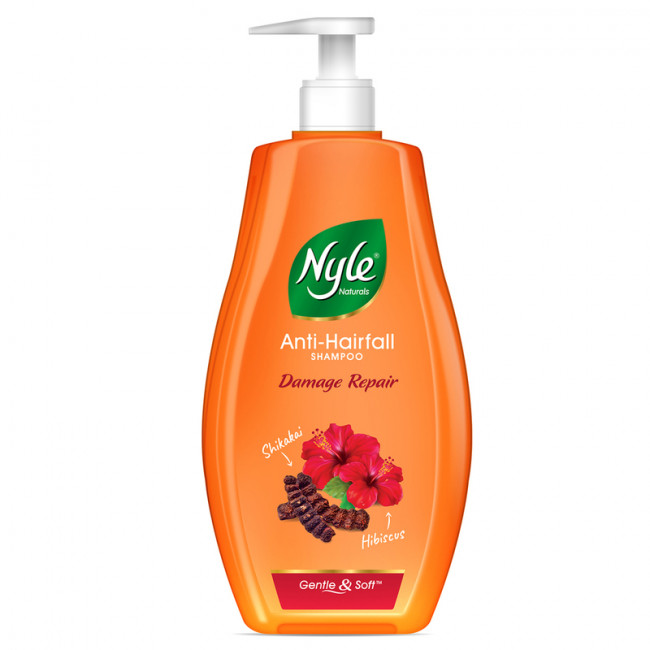 Nyle®
Naturals
Anti-Hairfall
SHAMPOO
Damage Repair
Shikakai
Hibiscus
Gentle & Soft™